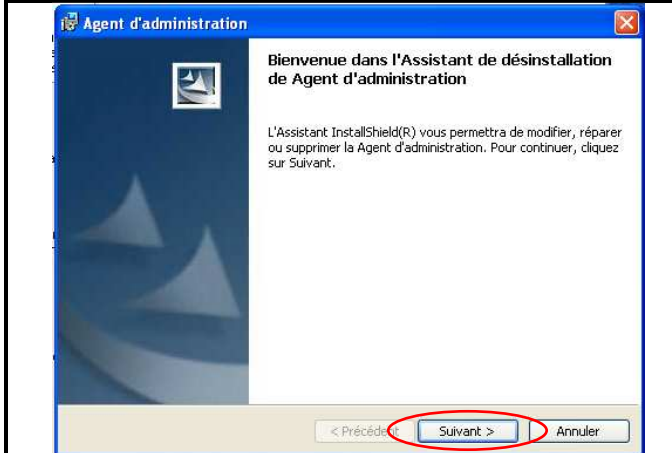 Agent d'administration
Bienvenue dans l'Assistant de désinstallation
de Agent d'administration
L'Assistant InstallShield(R) vous permettra de modifier, réparer
ou supprimer la Agent d'administration. Pour continuer, cliquez
sur Suivant.
< Précédent Suivant > Annuler